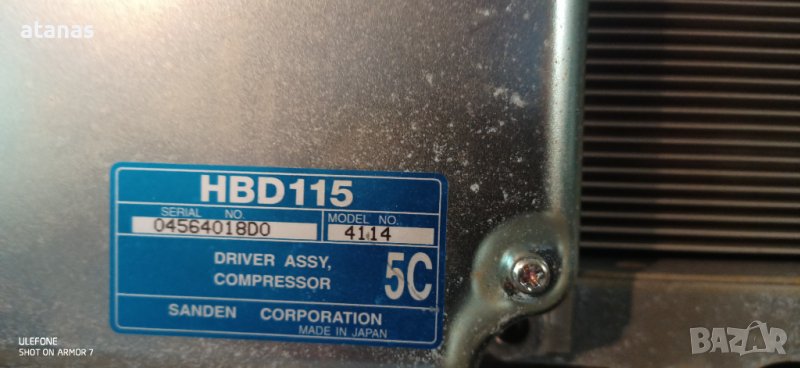 atanas
HBD115
SERIAL NO.
04564018D0
MODEL NO.
4114
DRIVER ASSY,
COMPRESSOR
5C
SANDEN CORPORATION
MADE IN JAPAN
ULEFONE
SHOT ON ARMOR 7
BAZAR